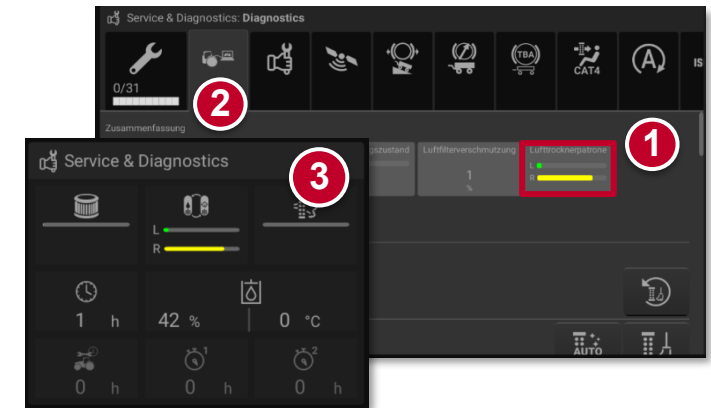 Service & Diagnostics: Diagnostics
0/31
TBA
CAT4
A
IS
2
1
Zusammenfassung
gszustand
Luftfilterverschmutzung
1
%
Lufttrocknerpatrone
L
R
AUTO
Service & Diagnostics
3
L
R
1 h
42 %
0 °C
0 h
1
0 h
2
0 h